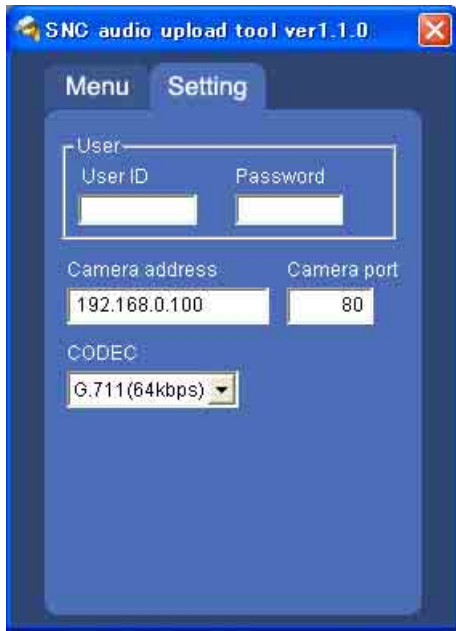 SNC audio upload tool ver1.1.0
Menu Setting
User
User ID Password
Camera address Camera port
192.168.0.100 80
CODEC
G.711(64kbps)